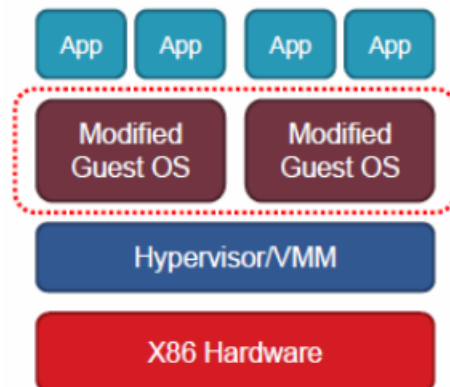 App App App App
Modified Modified
Guest OS Guest OS
Hypervisor/VMM
X86 Hardware